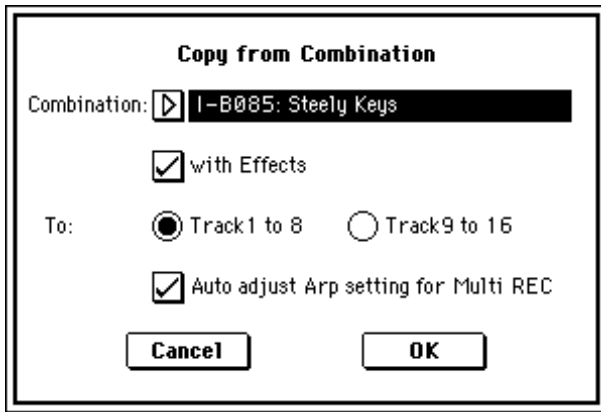 Copy from Combination
Combination: I-B085: Steely Keys
with Effects
To: Track1 to 8 Track9 to 16
Auto adjust Arp setting for Multi REC
Cancel OK